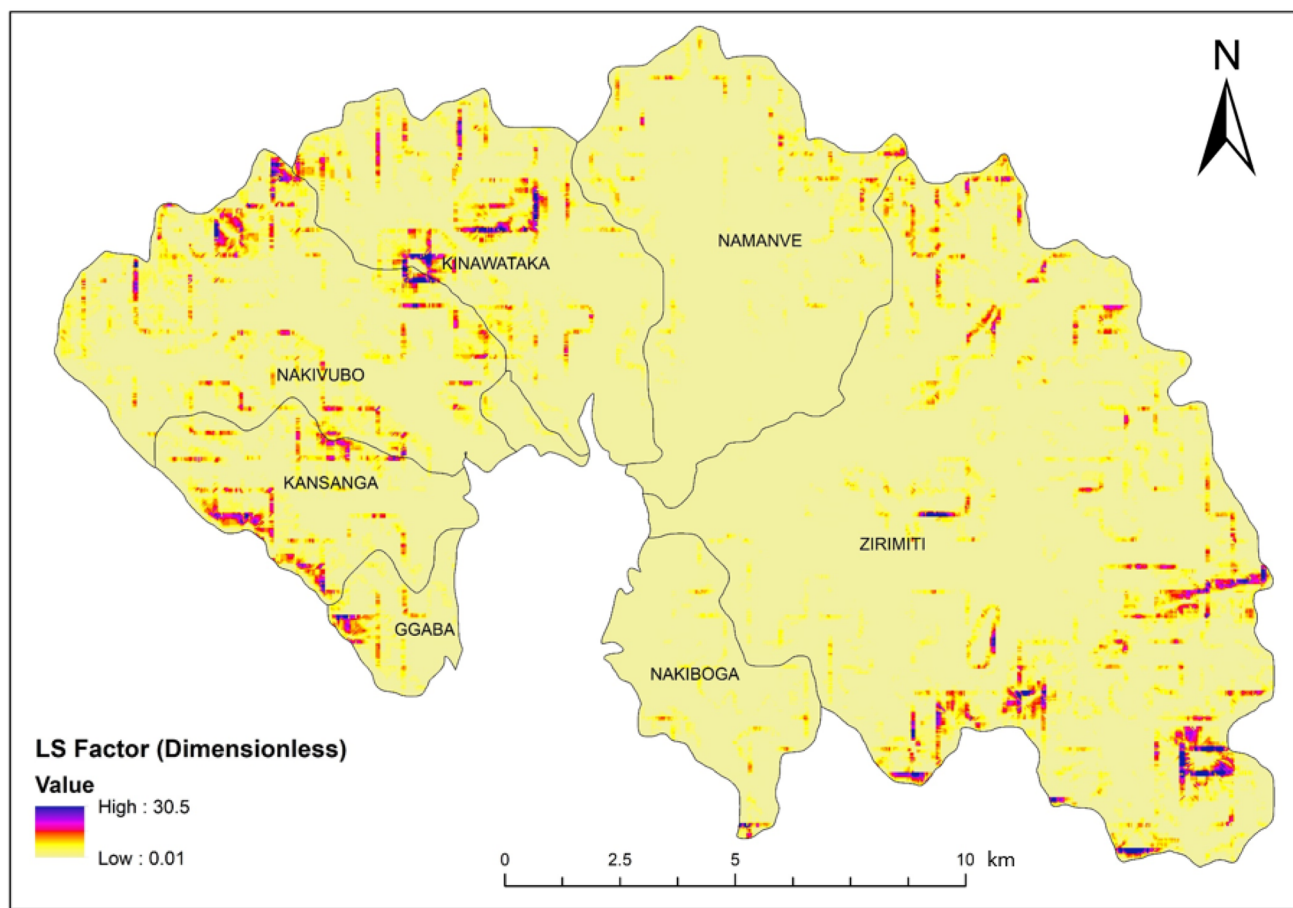 N
NAMANVE
KINAWATAKA
NAKIVUBO
KANSANGA
ZIRIMITI
GGABA
NAKIBOGA
LS Factor (Dimensionless)
Value
High : 30.5
Low : 0.01
0 2.5 5 10 km